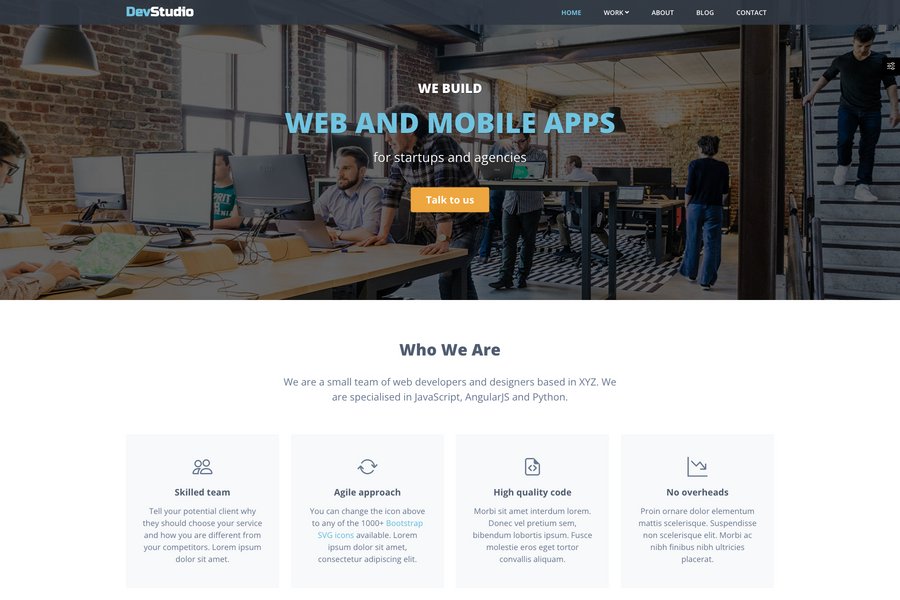 DevStudio
HOME WORK ABOUT BLOG CONTACT
WE BUILD
WEB AND MOBILE APPS
for startups and agencies
Talk to us
Who We Are
We are a small team of web developers and designers based in XYZ. We
are specialised in JavaScript, AngularJS and Python.
Skilled team
Tell your potential client why
they should choose your service
and how you are different from
your competitors. Lorem ipsum
dolor sit amet.
Agile approach
You can change the icon above
to any of the 1000+ Bootstrap
SVG icons available. Lorem
ipsum dolor sit amet,
consectetur adipiscing elit.
High quality code
Morbi sit amet interdum lorem.
Donec vel pretium sem,
bibendum lobortis ipsum. Fusce
molestie eros eget tortor
convallis aliquam.
No overheads
Proin ornare dolor elementum
mattis scelerisque. Suspendisse
non scelerisque elit. Morbi ac
nibh finibus nibh ultricies
placerat.